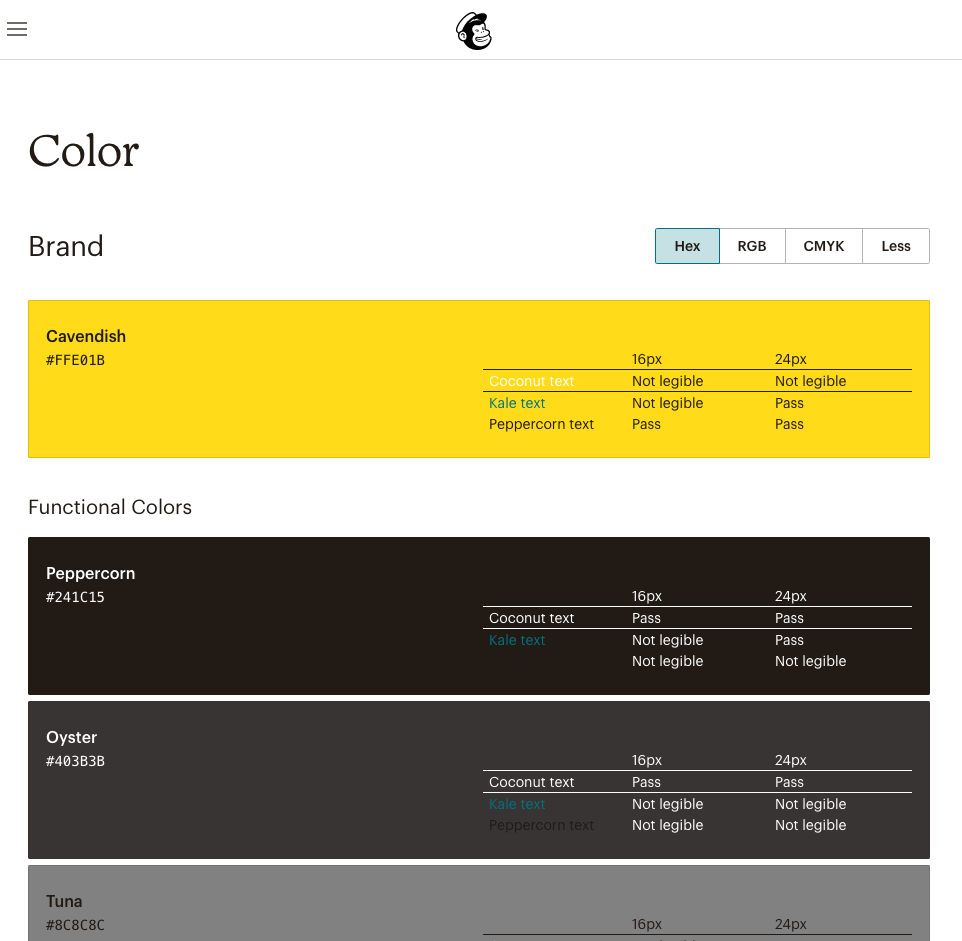 Color
Brand
Hex RGB CMYK Less
Cavendish
#FFE01B
16px 24px
Coconut text Not legible Not legible
Kale text Not legible Pass
Peppercorn text Pass Pass
Functional Colors
Peppercorn
#241C15
16px 24px
Coconut text Pass Pass
Kale text Not legible Pass
Not legible Not legible
Oyster
#403B3B
16px 24px
Coconut text Pass Pass
Kale text Not legible Not legible
Peppercorn text Not legible Not legible
Tuna
#8C8C8C
16px 24px